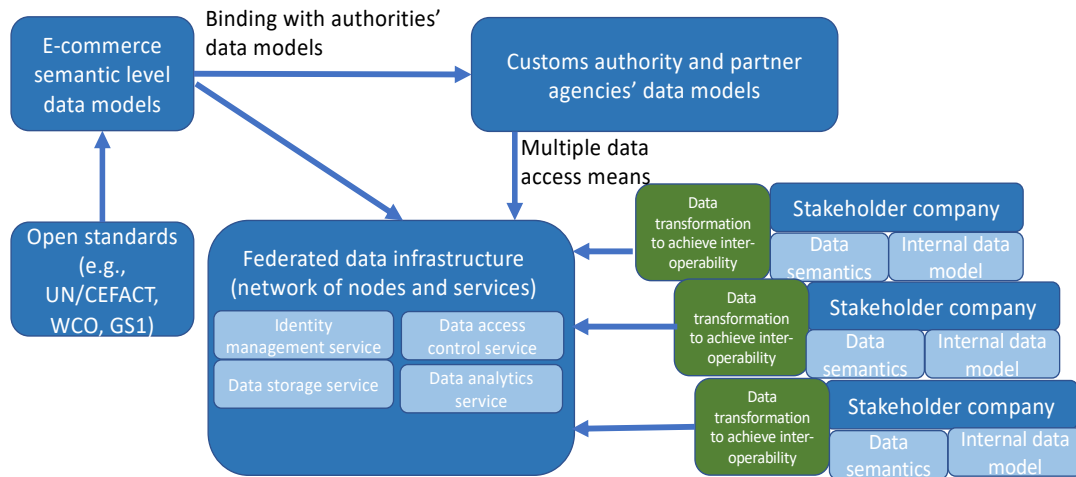 E-commerce
semantic level
data models
Binding with authorities’
data models
Customs authority and partner
agencies’ data models
Multiple data
access means
Open standards
(e.g.,
UN/CEFACT,
WCO, GS1)
Federated data infrastructure
(network of nodes and services)
Identity
management service
Data access
control service
Data storage service
Data analytics
service
Data
transformation
to achieve inter-
operability
Stakeholder company
Data
semantics
Internal data
model
Data
transformation
to achieve inter-
operability
Stakeholder company
Data
semantics
Internal data
model
Data
transformation
to achieve inter-
operability
Stakeholder company
Data
semantics
Internal data
model